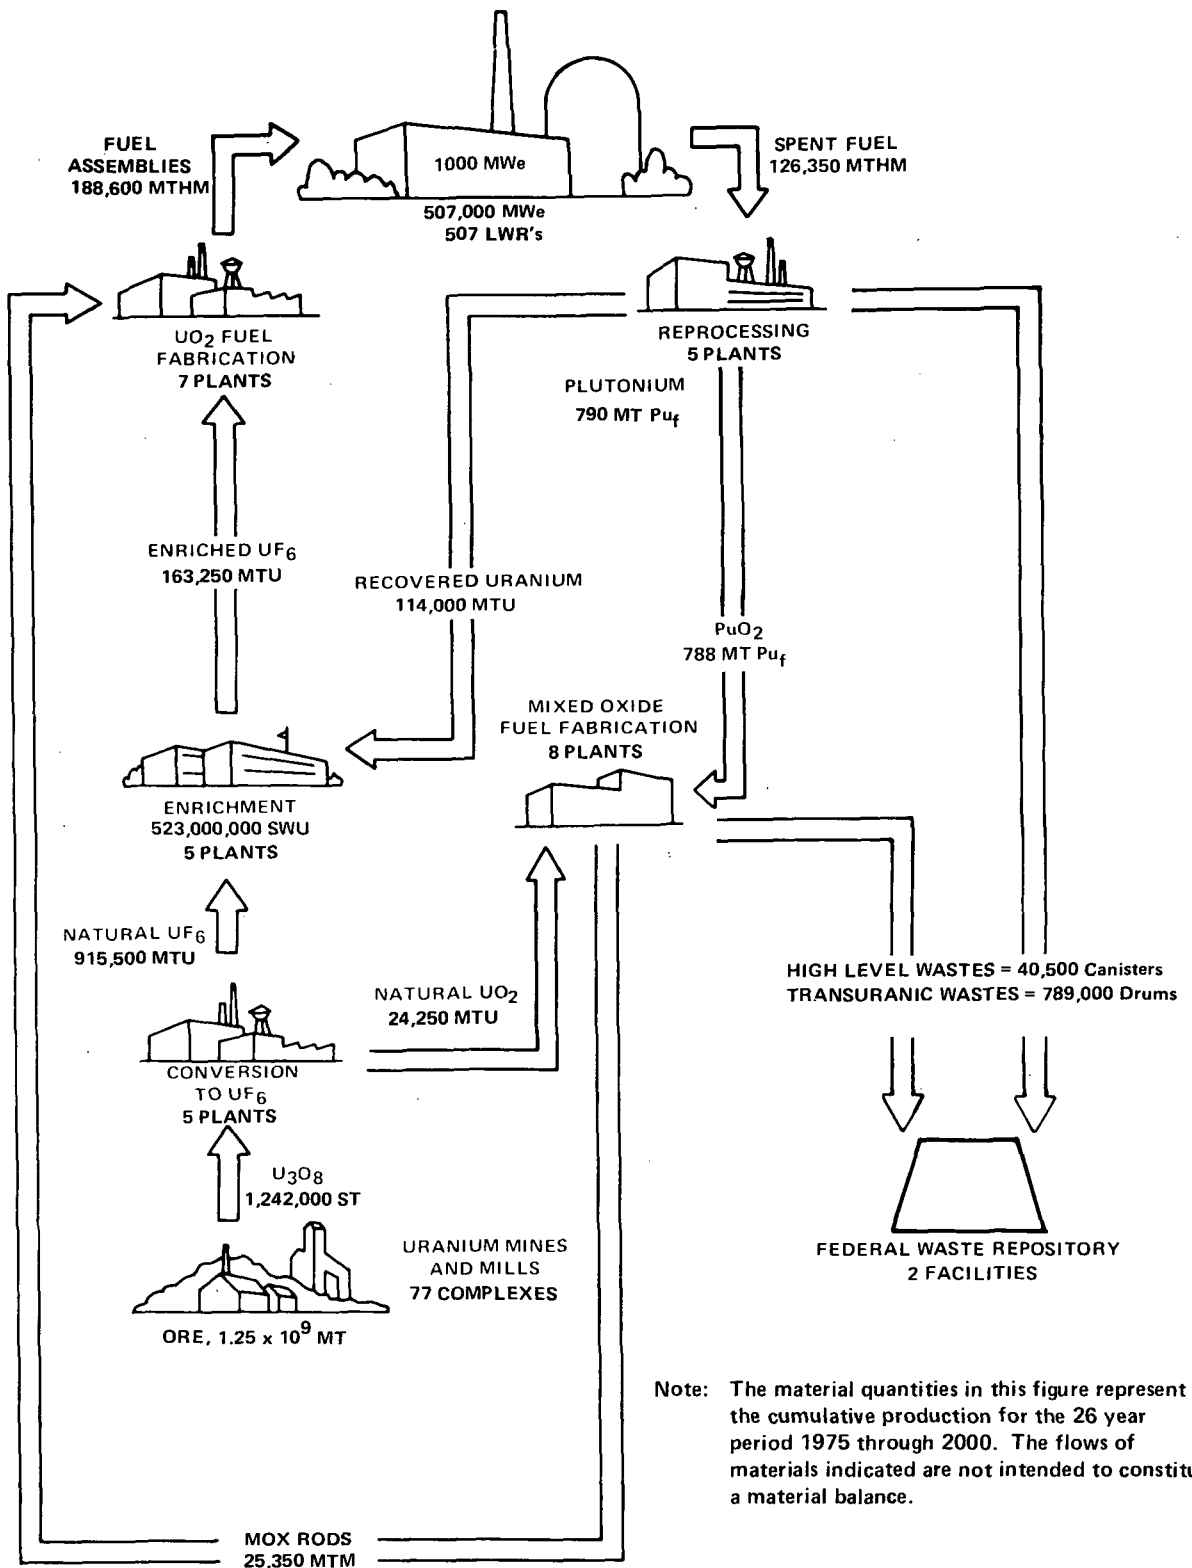 FUEL
ASSEMBLIES
188,600 MTHM
1000 MWe
507,000 MWe
507 LWR's
SPENT FUEL
126,350 MTHM
UO₂ FUEL
FABRICATION
7 PLANTS
REPROCESSING
5 PLANTS
PLUTONIUM
790 MT Puf
ENRICHED UF₆
163,250 MTU
RECOVERED URANIUM
114,000 MTU
PuO₂
788 MT Puf
MIXED OXIDE
FUEL FABRICATION
8 PLANTS
ENRICHMENT
523,000,000 SWU
5 PLANTS
NATURAL UF₆
915,500 MTU
NATURAL UO₂
24,250 MTU
HIGH LEVEL WASTES = 40,500 Canisters
TRANSURANIC WASTES = 789,000 Drums
CONVERSION
TO UF₆
5 PLANTS
U₃O₈
1,242,000 ST
URANIUM MINES
AND MILLS
77 COMPLEXES
ORE, 1.25 x 10⁹ MT
FEDERAL WASTE REPOSITORY
2 FACILITIES
Note: The material quantities in this figure represent
the cumulative production for the 26 year
period 1975 through 2000. The flows of
materials indicated are not intended to constitu
a material balance.
MOX RODS
25,350 MTM